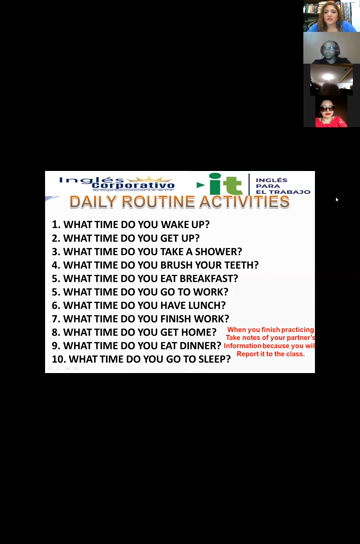 Inglés
Corporativo
it
INGLÉS
PARA
EL TRABAJO
DAILY ROUTINE ACTIVITIES
1. WHAT TIME DO YOU WAKE UP?
2. WHAT TIME DO YOU GET UP?
3. WHAT TIME DO YOU TAKE A SHOWER?
4. WHAT TIME DO YOU BRUSH YOUR TEETH?
5. WHAT TIME DO YOU EAT BREAKFAST?
5. WHAT TIME DO YOU GO TO WORK?
6. WHAT TIME DO YOU HAVE LUNCH?
7. WHAT TIME DO YOU FINISH WORK?
8. WHAT TIME DO YOU GET HOME?
9. WHAT TIME DO YOU EAT DINNER?
10. WHAT TIME DO YOU GO TO SLEEP?
When you finish practicing
Take notes of your partner's
Information because you will
Report it to the class.